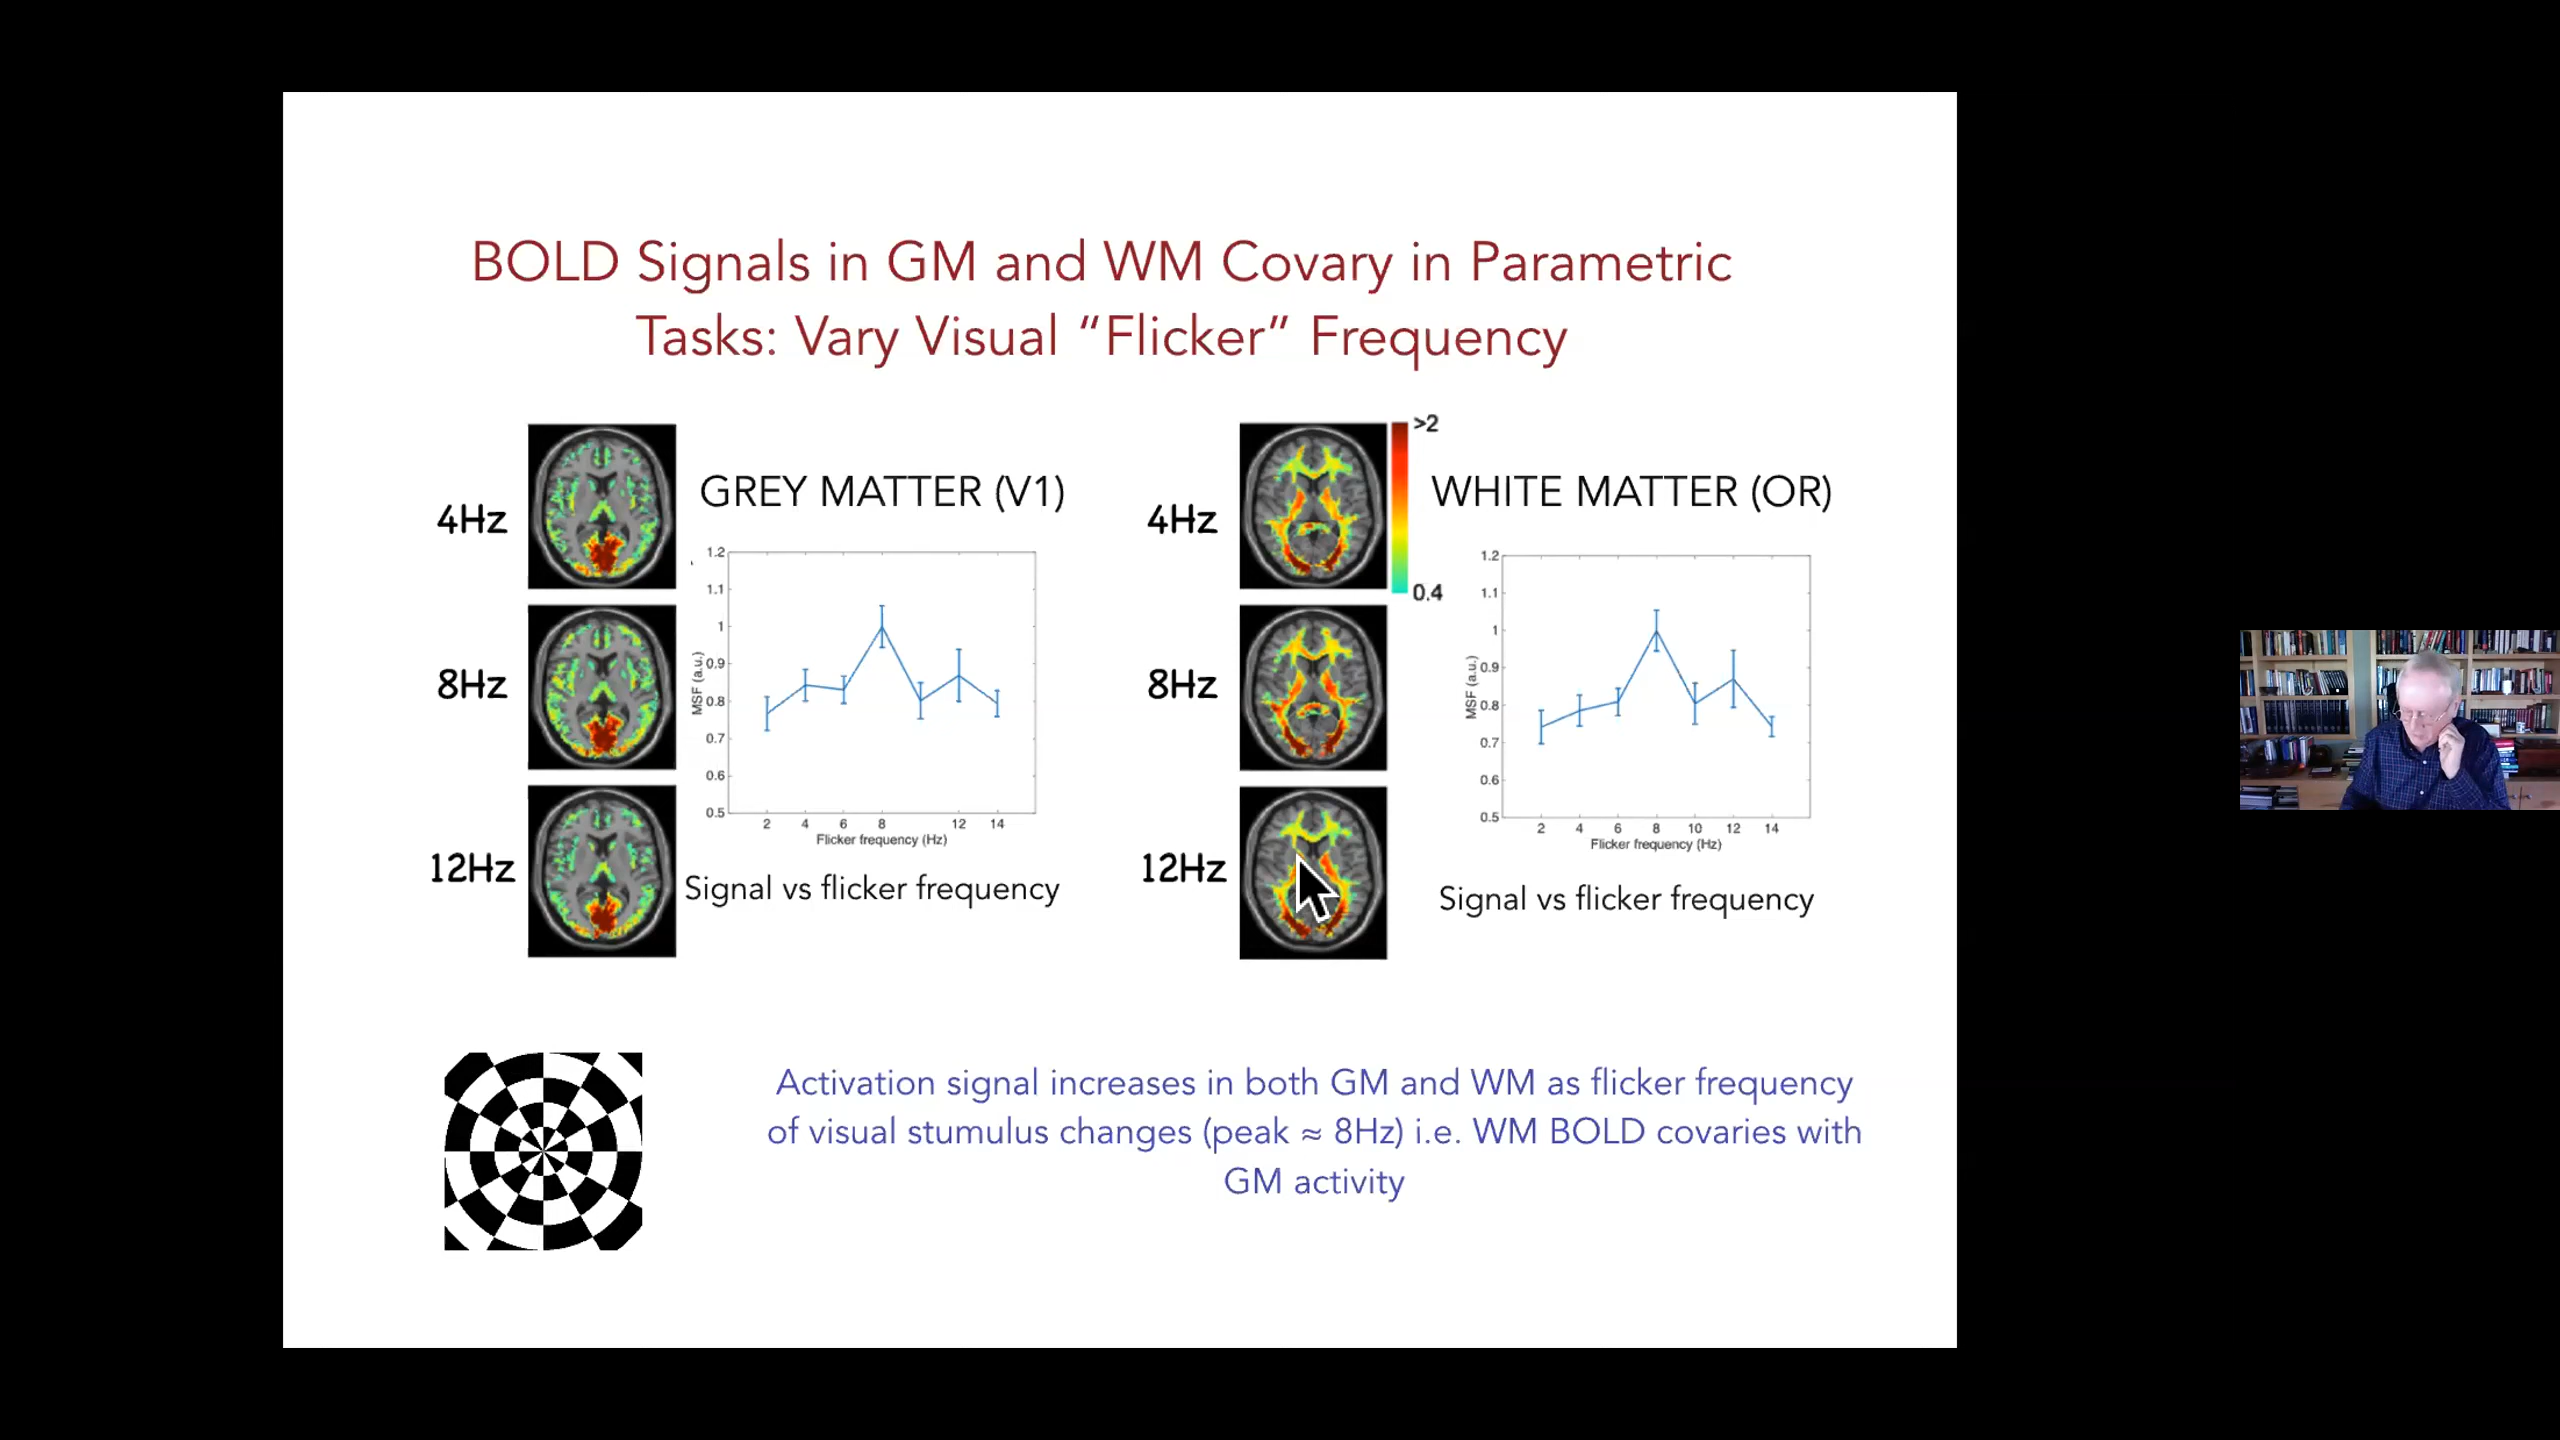 BOLD Signals in GM and WM Covary in Parametric
Tasks: Vary Visual “Flicker” Frequency
4Hz
GREY MATTER (V1)
1.2
1.1
1
0.9
0.8
0.7
0.6
0.5
MSF (a.u.)
2 4 6 8 12 14
Flicker frequency (Hz)
8Hz
12Hz
Signal vs flicker frequency
4Hz
>2
0.4
WHITE MATTER (OR)
1.2
1.1
1
0.9
0.8
0.7
0.6
0.5
MSF (a.u.)
2 4 6 8 10 12 14
Flicker frequency (Hz)
8Hz
12Hz
Signal vs flicker frequency
Activation signal increases in both GM and WM as flicker frequency
of visual stumulus changes (peak ≈ 8Hz) i.e. WM BOLD covaries with
GM activity